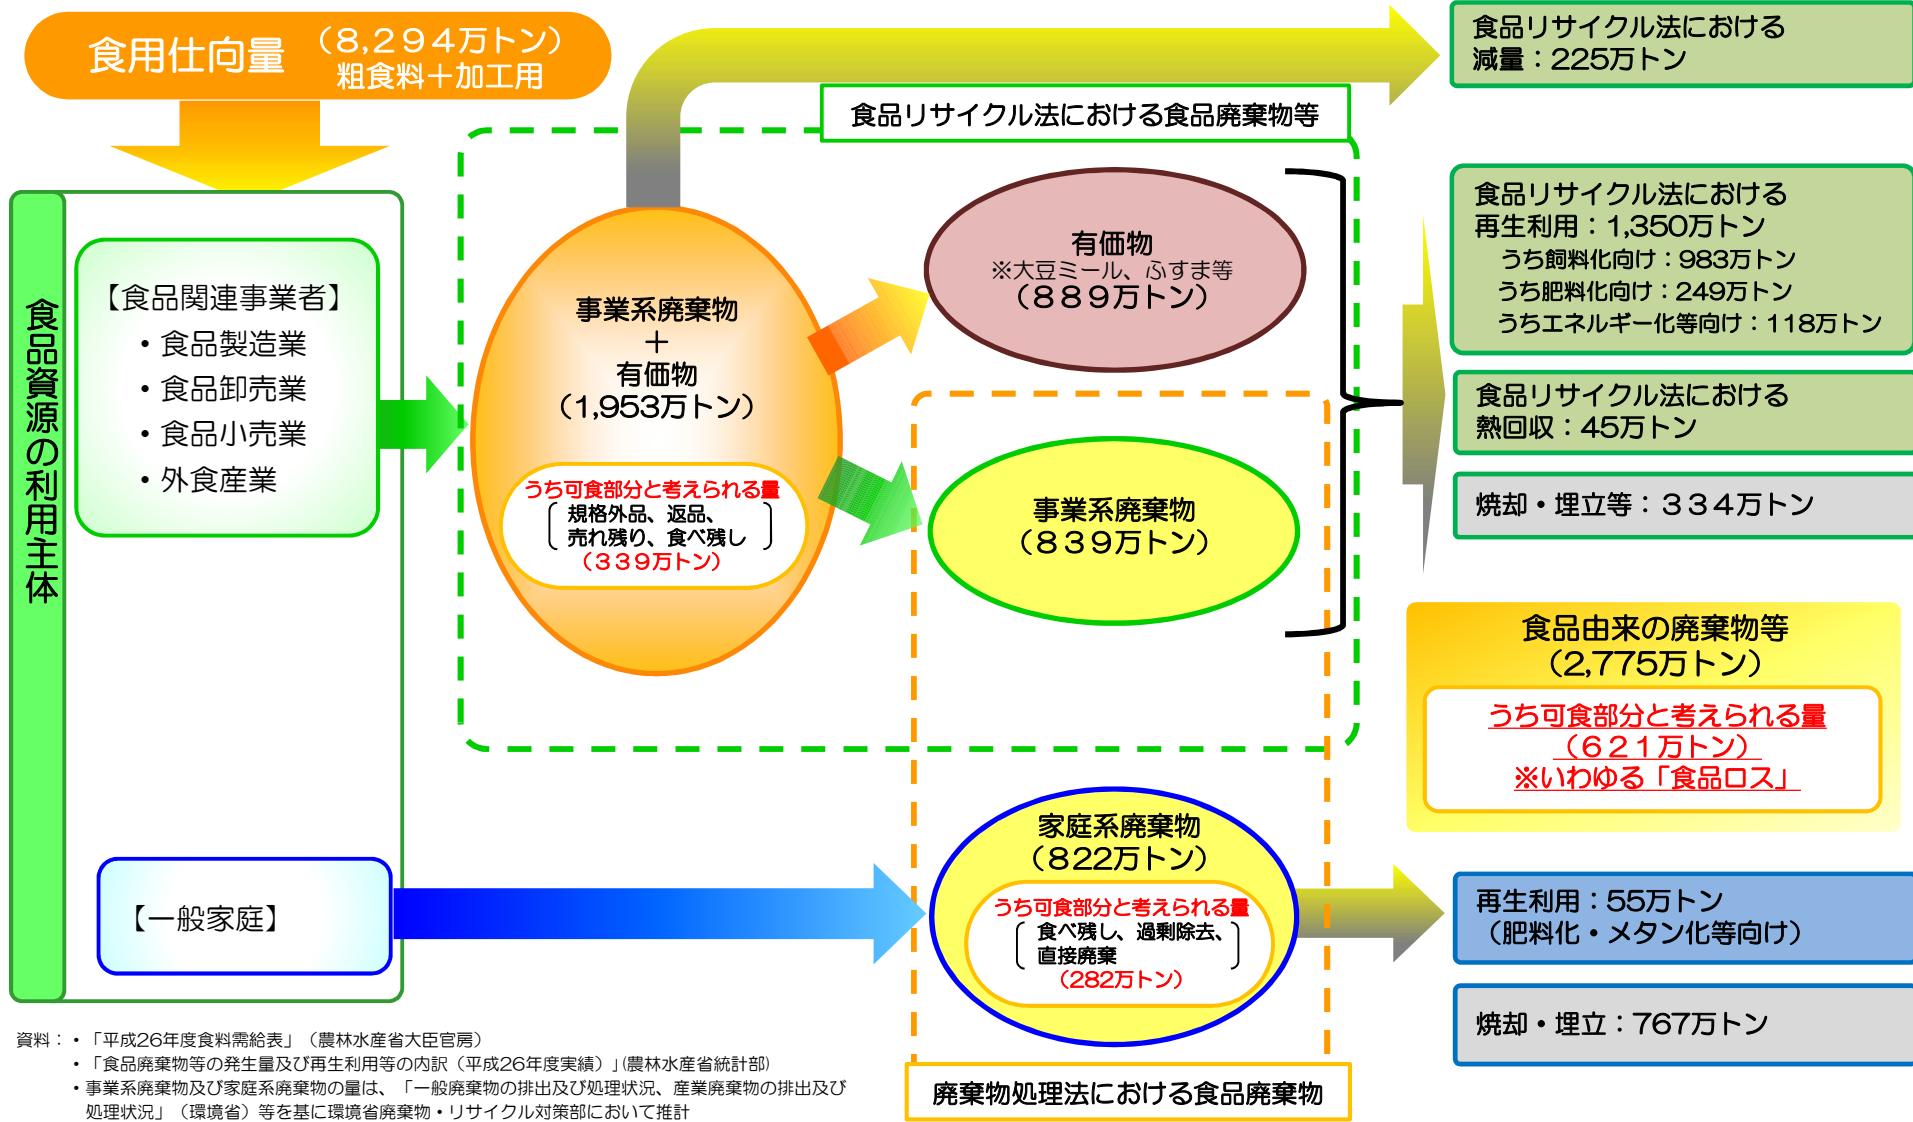 食用仕向量
（８,２９４万トン）
粗食料＋加工用
食品資源の利用主体
【食品関連事業者】
・食品製造業
・食品卸売業
・食品小売業
・外食産業
【一般家庭】
食品リサイクル法における食品廃棄物等
事業系廃棄物
＋
有価物
（1,953万トン）
うち可食部分と考えられる量
規格外品、返品、
売れ残り、食べ残し
（３３９万トン）
有価物
※大豆ミール、ふすま等
（８８９万トン）
事業系廃棄物
（８３９万トン）
家庭系廃棄物
（822万トン）
うち可食部分と考えられる量
食べ残し、過剰除去、
直接廃棄
（282万トン）
廃棄物処理法における食品廃棄物
食品リサイクル法における
減量：225万トン
食品リサイクル法における
再生利用：1,350万トン
うち飼料化向け：983万トン
うち肥料化向け：249万トン
うちエネルギー化等向け：118万トン
食品リサイクル法における
熱回収：45万トン
焼却・埋立等：３３４万トン
食品由来の廃棄物等
（2,775万トン）
うち可食部分と考えられる量
（６２１万トン）
※いわゆる「食品ロス」
再生利用：55万トン
（肥料化・メタン化等向け）
焼却・埋立：767万トン
資料：・「平成26年度食料需給表」（農林水産省大臣官房）
・「食品廃棄物等の発生量及び再生利用等の内訳（平成26年度実績）」(農林水産省統計部)
・事業系廃棄物及び家庭系廃棄物の量は、「一般廃棄物の排出及び処理状況、産業廃棄物の排出及び
処理状況」（環境省）等を基に環境省廃棄物・リサイクル対策部において推計